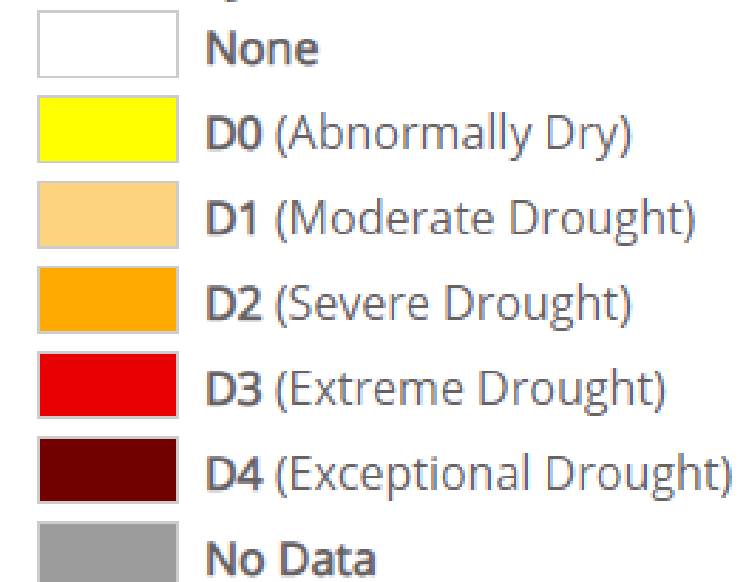 None
D0 (Abnormally Dry)
D1 (Moderate Drought)
D2 (Severe Drought)
D3 (Extreme Drought)
D4 (Exceptional Drought)
No Data